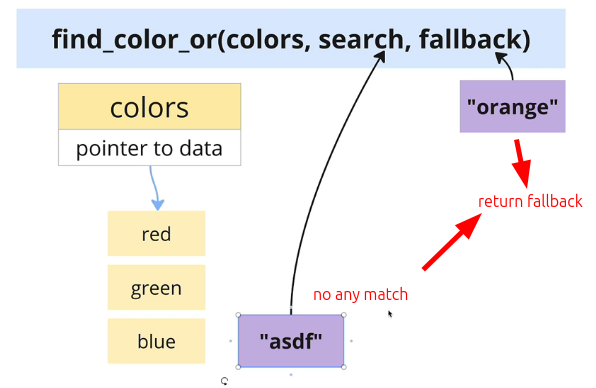 find_color_or(colors, search, fallback)
colors
pointer to data
red
green
blue
"asdf"
no any match
"orange"
return fallback